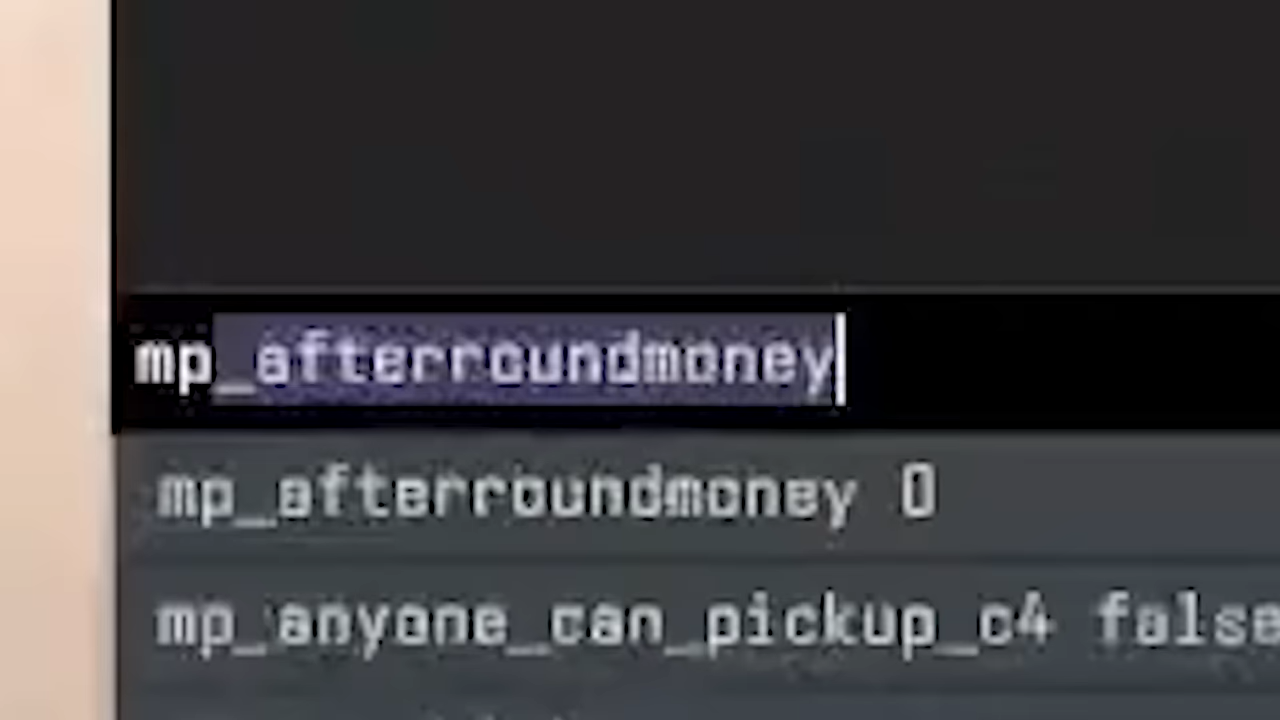 mp_afterroundmoney
mp_afterroundmoney 0
mp_anyone_can_pickup_c4 false